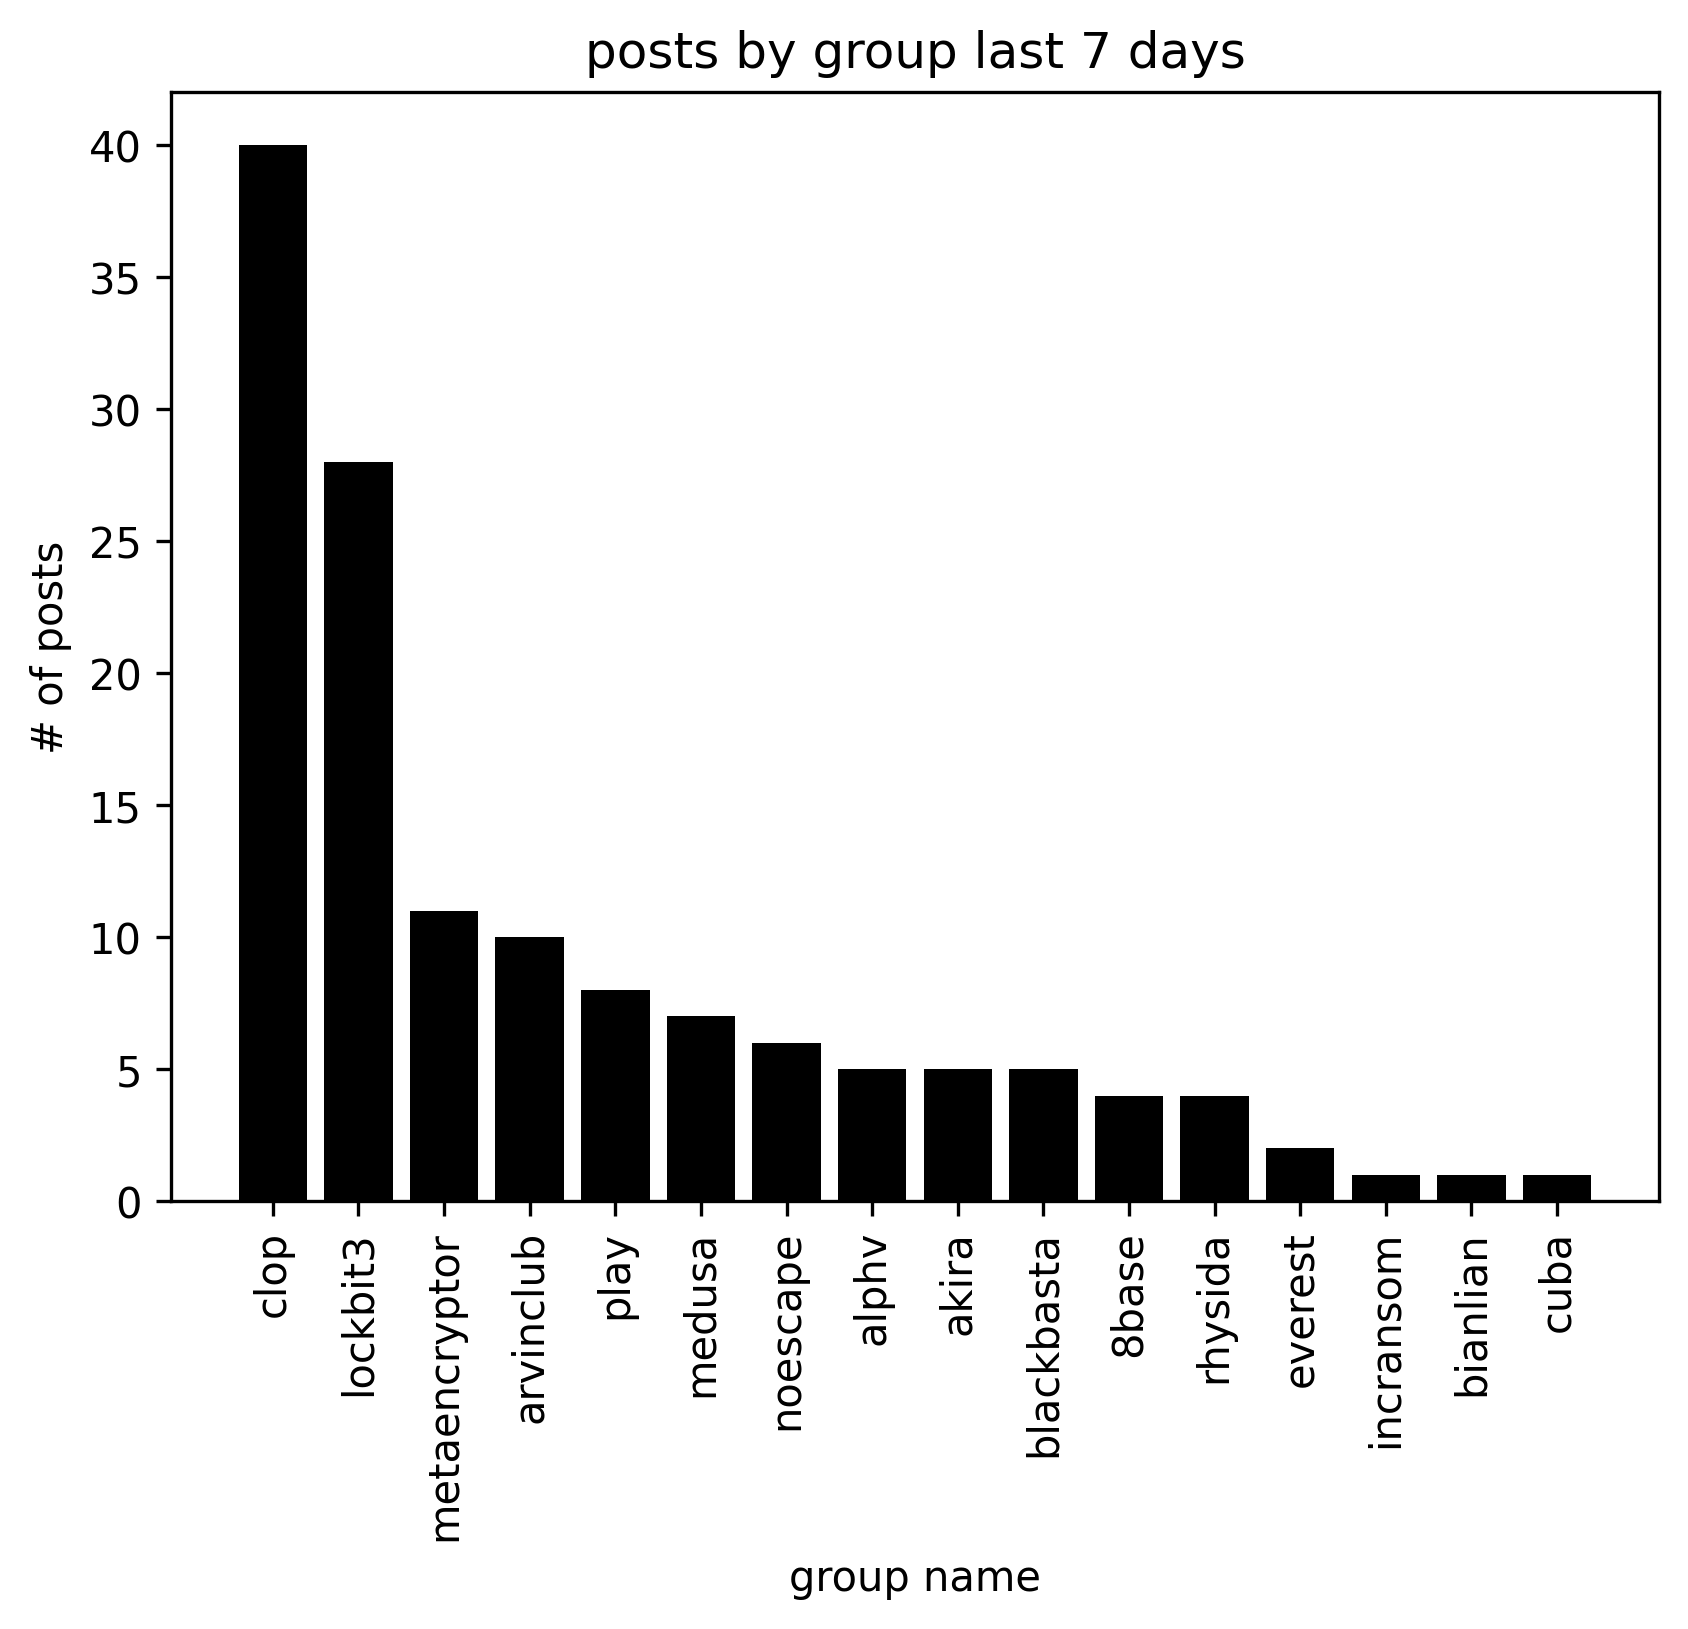 posts by group last 7 days
# of posts
40
35
30
25
20
15
10
5
0
clop
lockbit3
metaencryptor
arvinclub
play
medusa
noescape
alphv
akira
blackbasta
8base
rhysida
everest
incransom
bianlian
cuba
group name